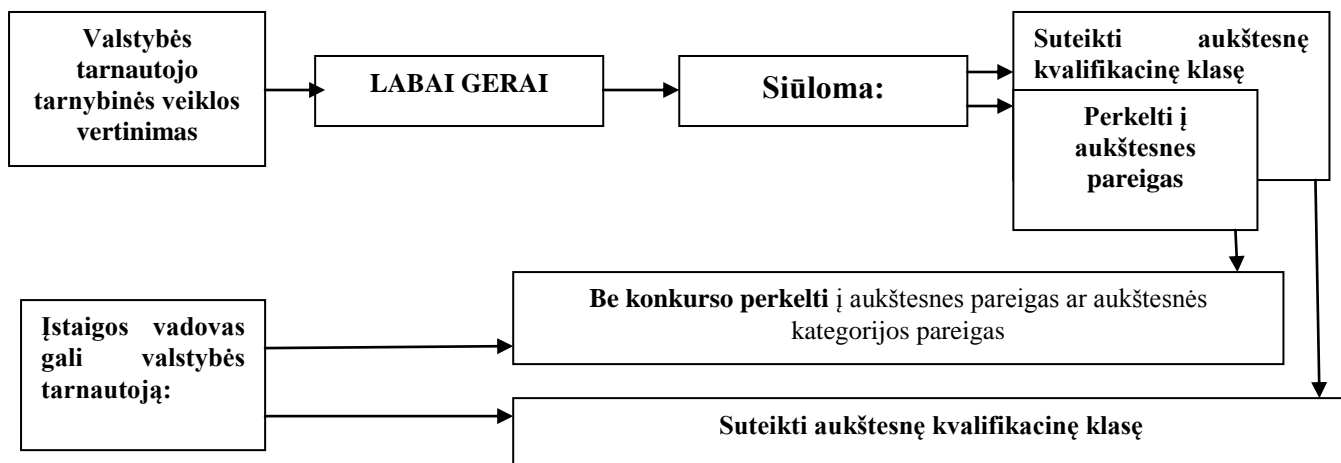 Valstybės
tarnautojo
tarnybinės veiklos
vertinimas
LABAI GERAI
Siūloma:
Suteikti aukštesnę
kvalifikacinę klasę
Perkelti į
aukštesnes
pareigas
Įstaigos vadovas
gali valstybės
tarnautoją:
Be konkurso perkelti į aukštesnes pareigas ar aukštesnės
kategorijos pareigas
Suteikti aukštesnę kvalifikacinę klasę